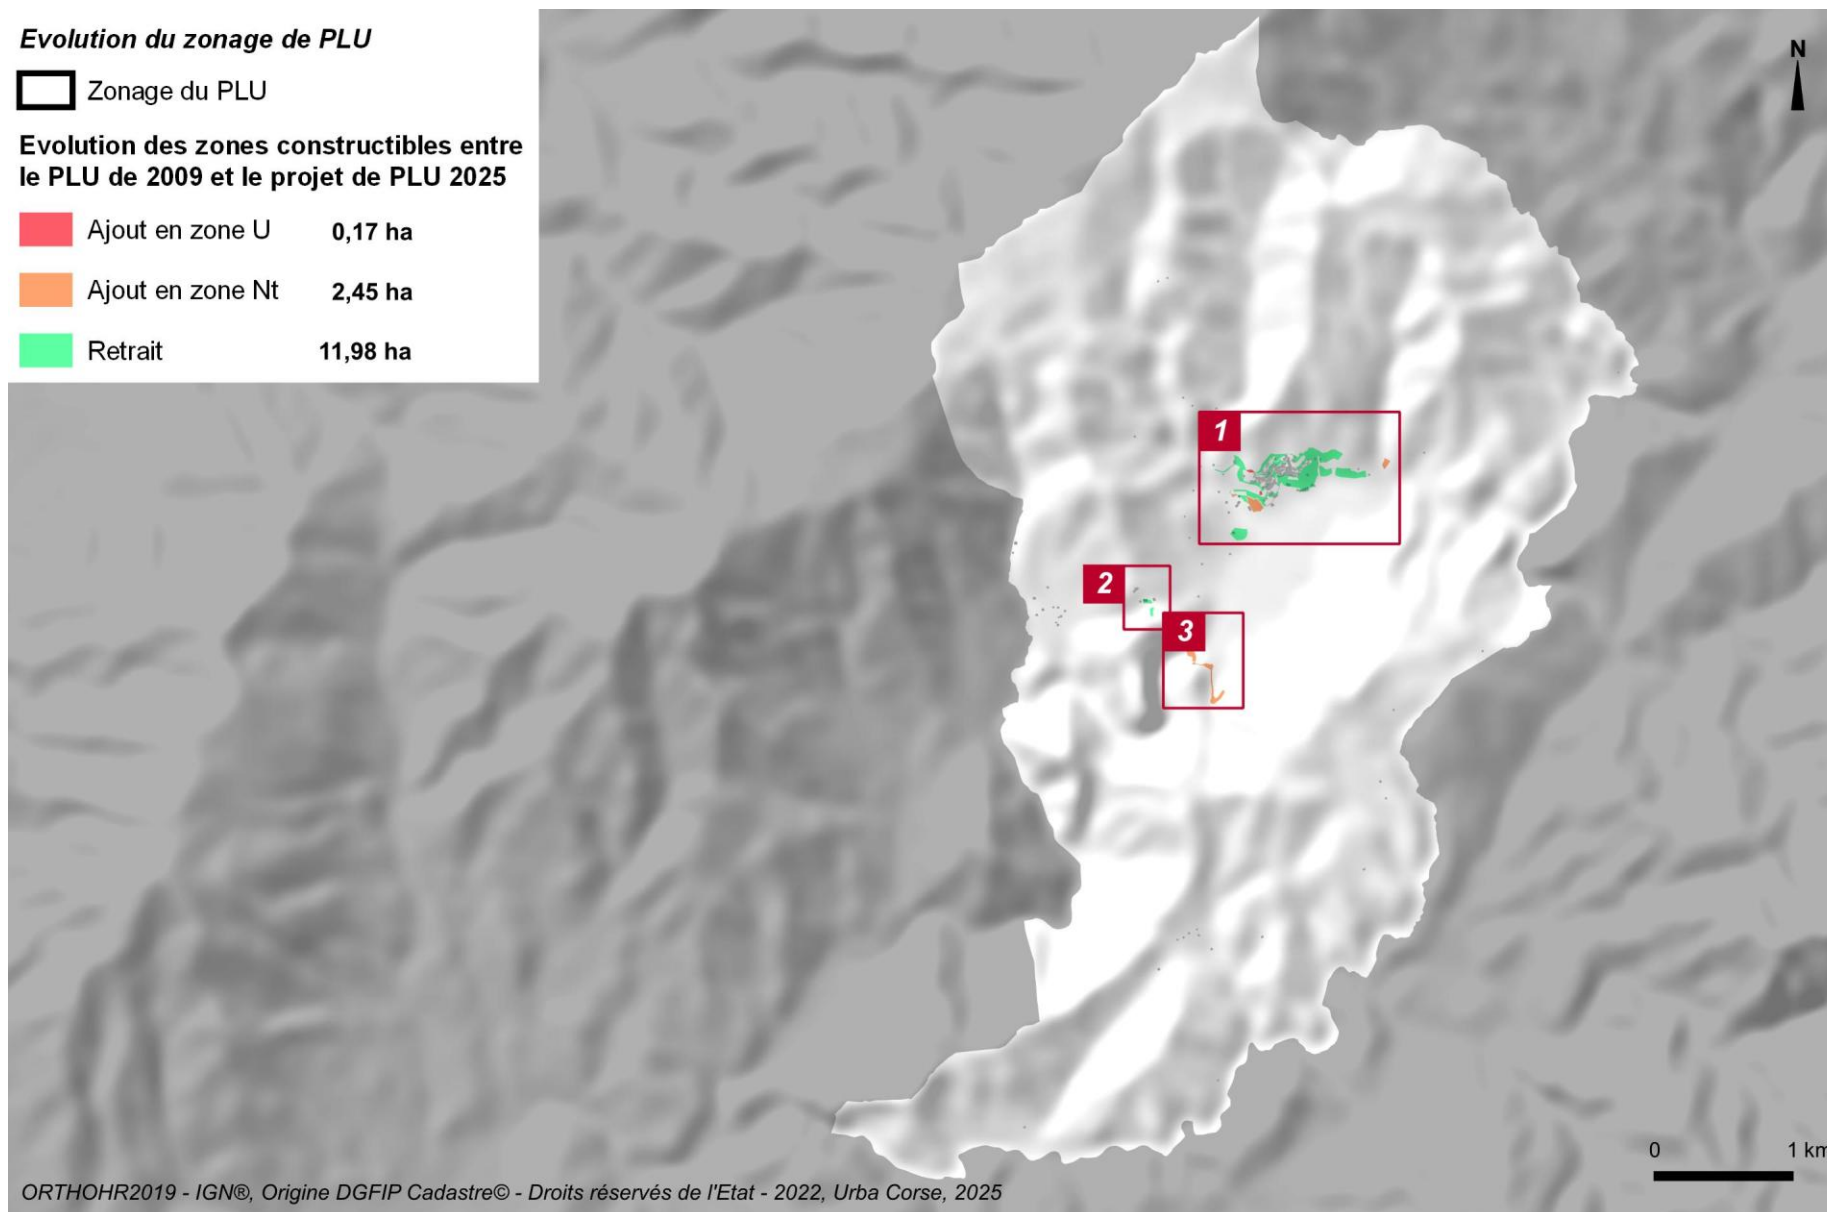 Evolution du zonage de PLU
Zonage du PLU
Evolution des zones constructibles entre
le PLU de 2009 et le projet de PLU 2025
Ajout en zone U 0,17 ha
Ajout en zone Nt 2,45 ha
Retrait 11,98 ha
N
1
2
3
0 1 km
ORTHOHR2019 - IGN®, Origine DGFIP Cadastre© - Droits réservés de l'Etat - 2022, Urba Corse, 2025